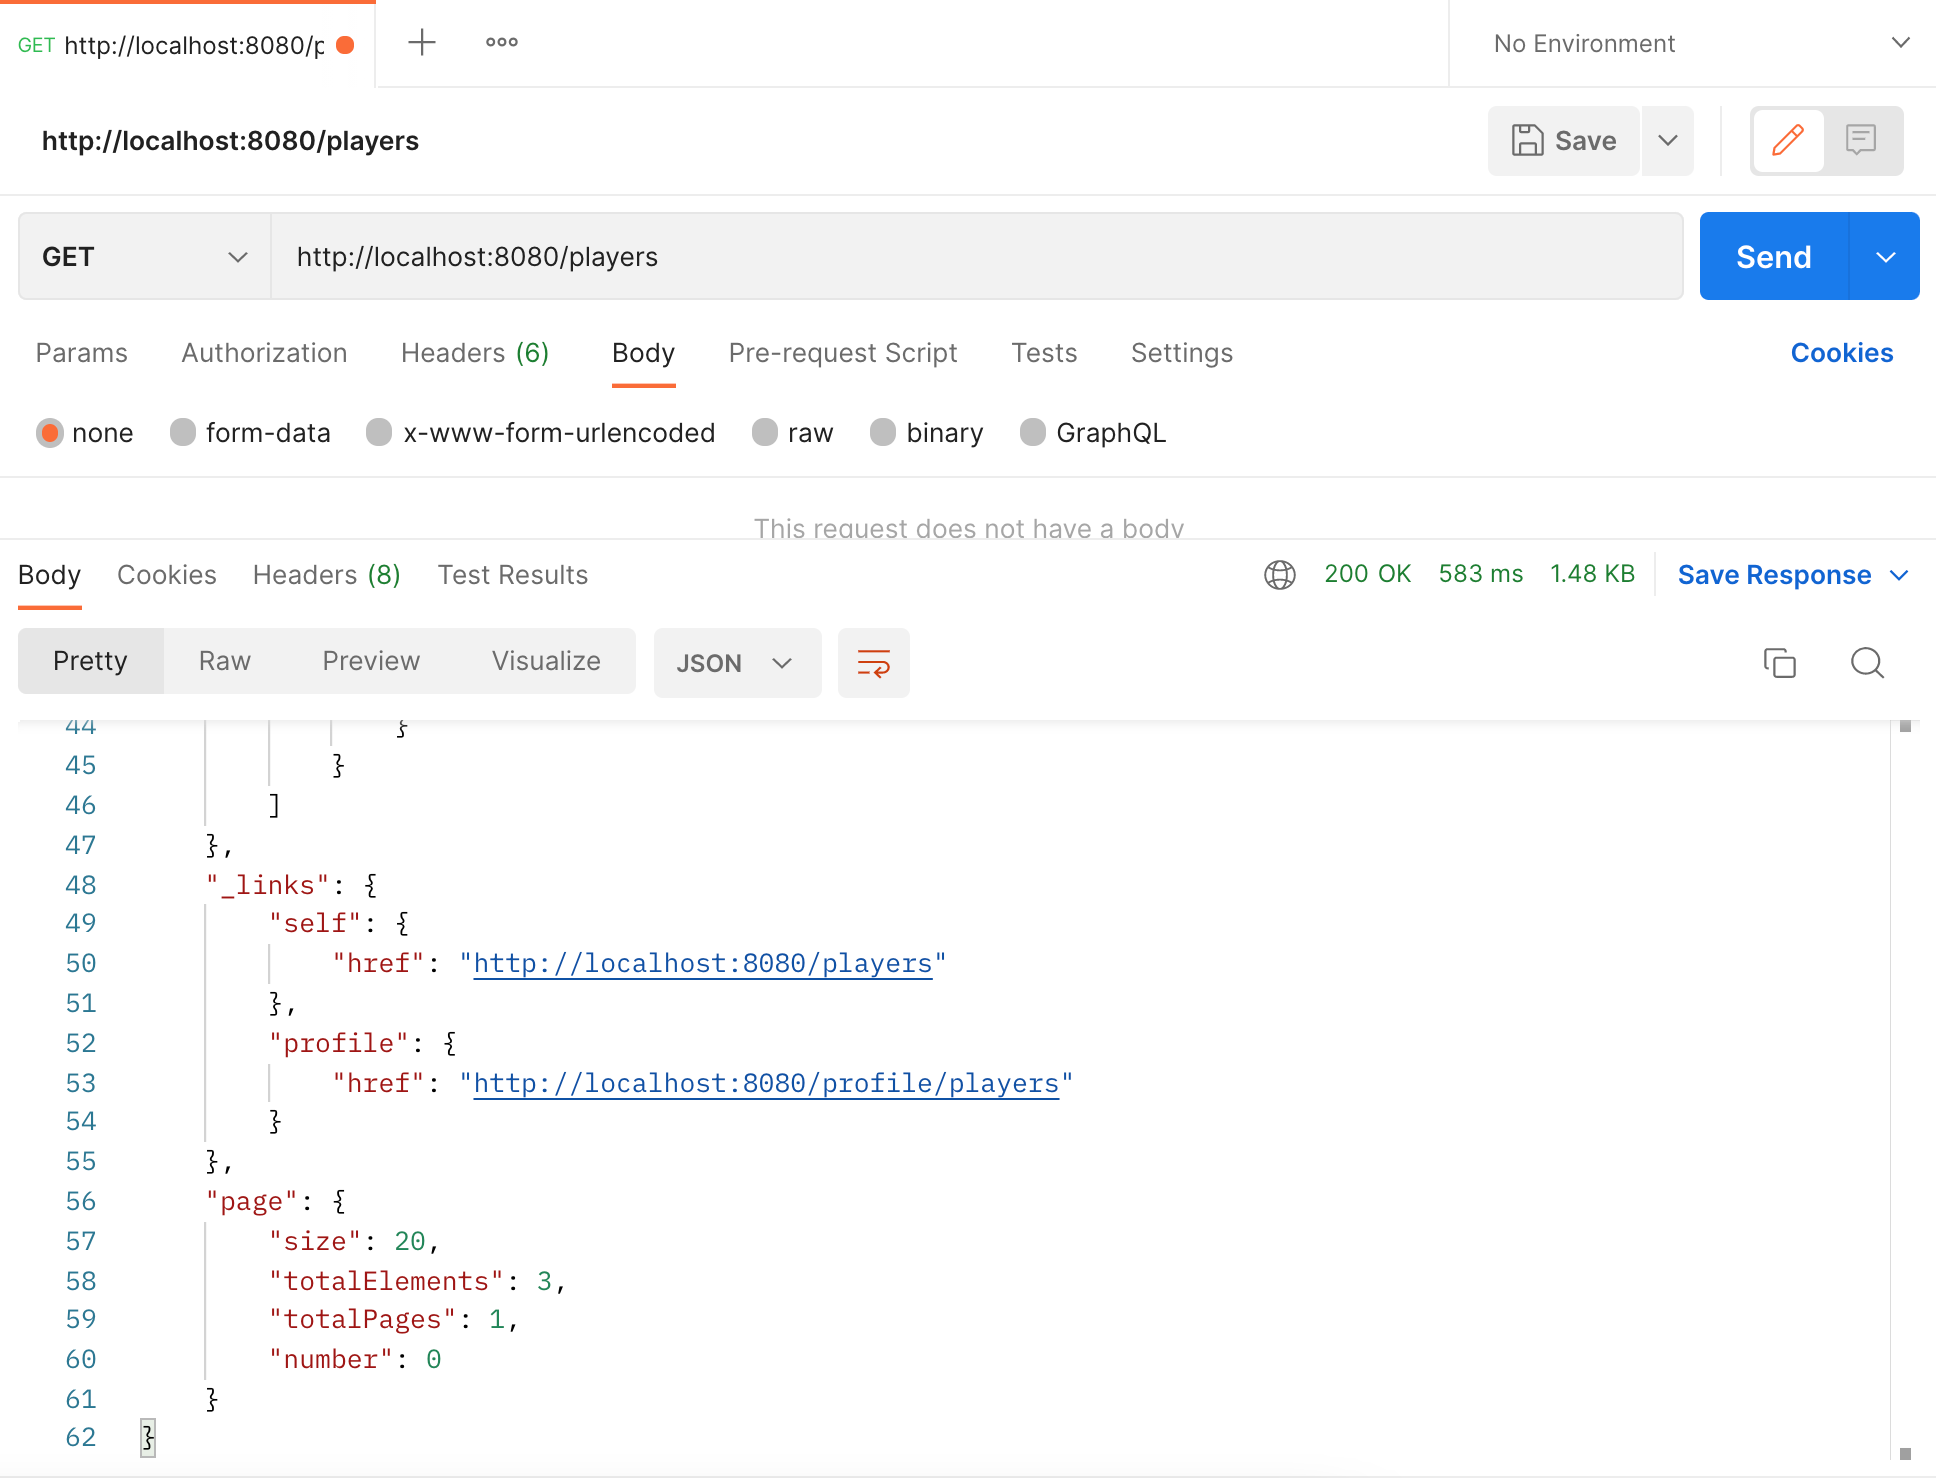 GET http://localhost:8080/p
No Environment
http://localhost:8080/players
Save
GET
http://localhost:8080/players
Send
Params Authorization Headers (6) Body Pre-request Script Tests Settings Cookies
none form-data x-www-form-urlencoded raw binary GraphQL
This request does not have a body
Body Cookies Headers (8) Test Results 200 OK 583 ms 1.48 KB Save Response
Pretty Raw Preview Visualize JSON
44 }
45 }
46 ]
47 },
48 "_links": {
49 "self": {
50 "href": "http://localhost:8080/players"
51 },
52 "profile": {
53 "href": "http://localhost:8080/profile/players"
54 }
55 },
56 "page": {
57 "size": 20,
58 "totalElements": 3,
59 "totalPages": 1,
60 "number": 0
61 }
62 }